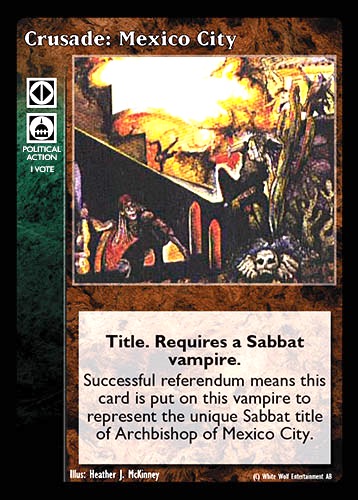 Crusade: Mexico City
POLITICAL
ACTION
1 VOTE
Title. Requires a Sabbat
vampire.
Successful referendum means this
card is put on this vampire to
represent the unique Sabbat title
of Archbishop of Mexico City.
Illus: Heather J. McKinney
(C) White Wolf Entertainment AB